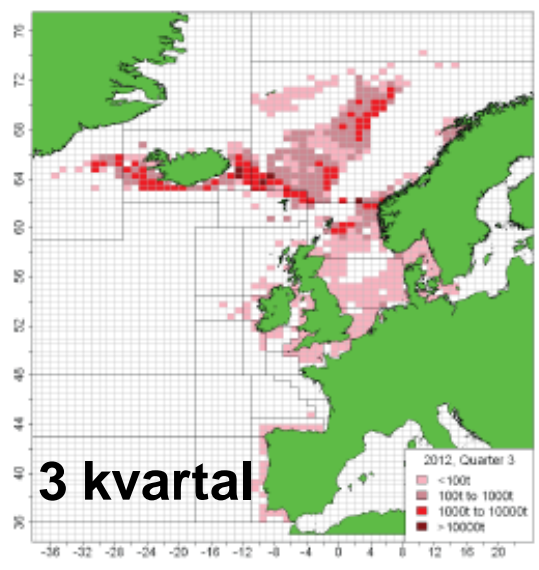 76
72
68
64
60
56
52
48
44
40
36
3 kvartal
2012, Quarter 3
<100t
100t to 1000t
1000t to 10000t
>10000t
-36 -32 -28 -24 -20 -16 -12 -8 -4 0 4 8 12 16 20